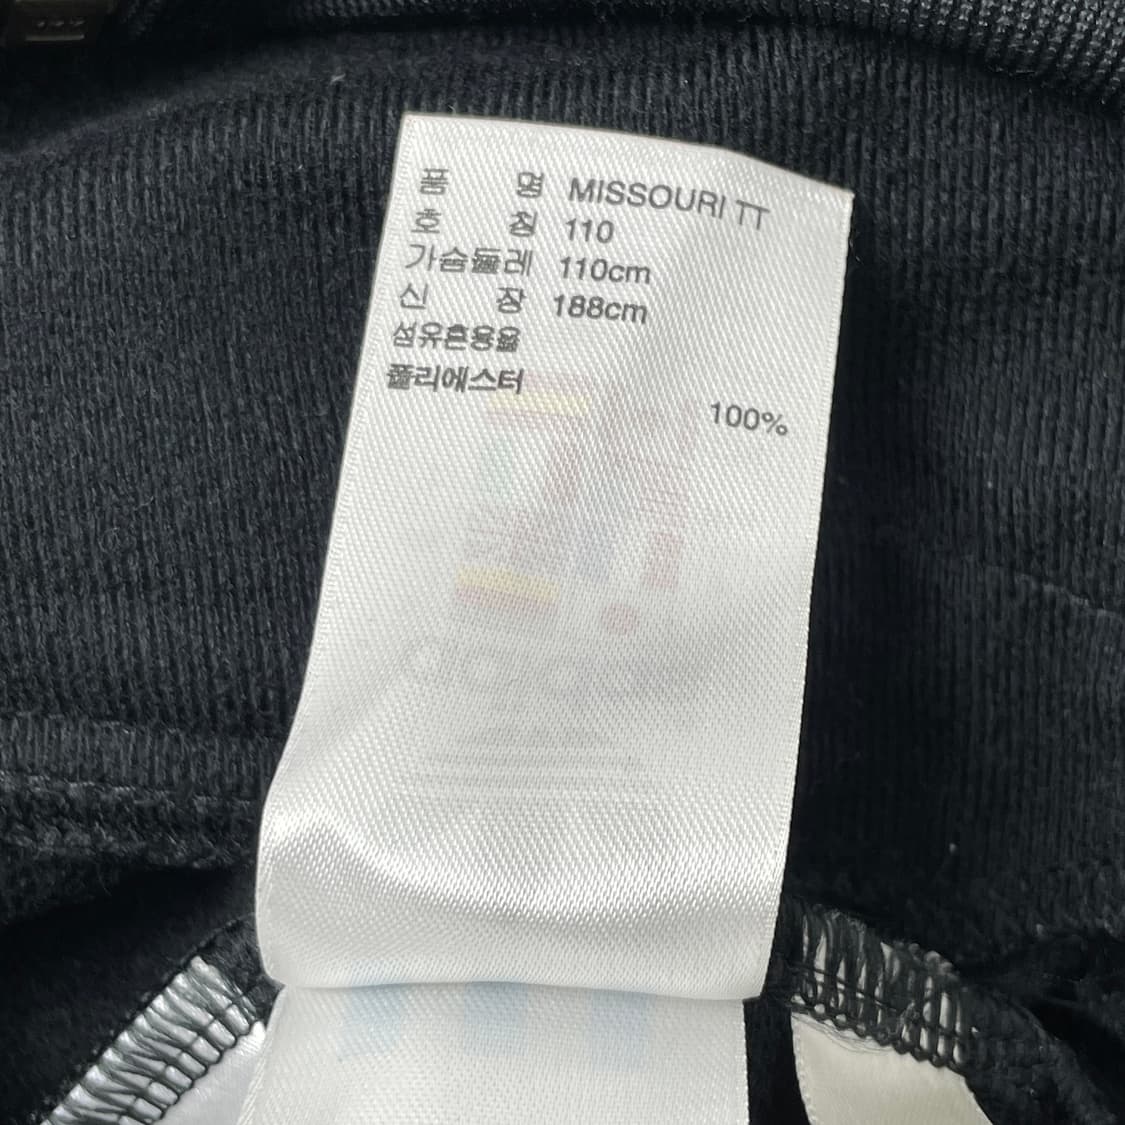 품 명 MISSOURI TT
호 칭 110
가슴둘레 110cm
신 장 188cm
섬유혼용율
폴리에스터
100%